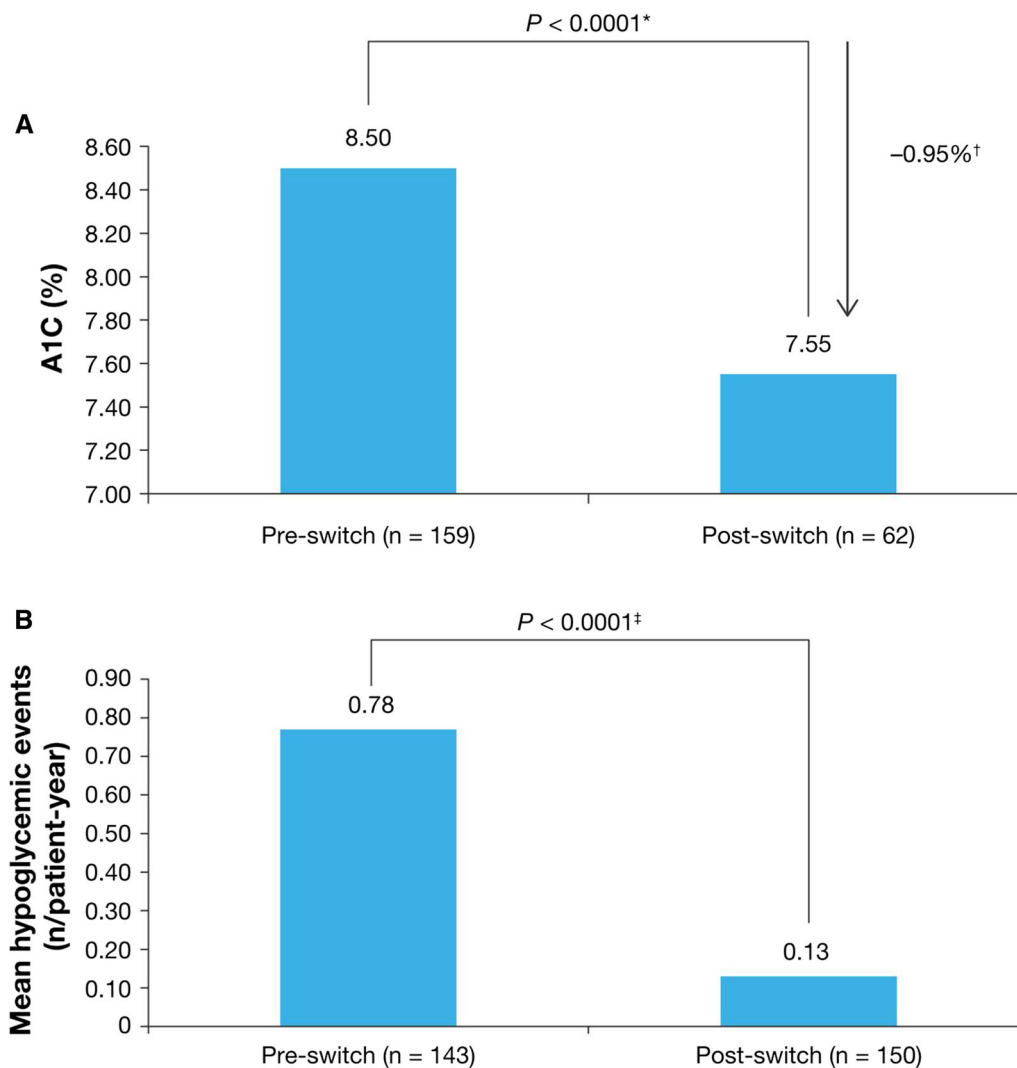 P < 0.0001*
A
–0.95%†
8.50
8.60
8.40
8.20
8.00
7.80
7.60
7.40
7.20
7.00
A1C (%)
7.55
Pre-switch (n = 159)
Post-switch (n = 62)
B
P < 0.0001‡
0.90
0.80
0.70
0.60
0.50
0.40
0.30
0.20
0.10
0
Mean hypoglycemic events
(n/patient-year)
0.78
0.13
Pre-switch (n = 143)
Post-switch (n = 150)